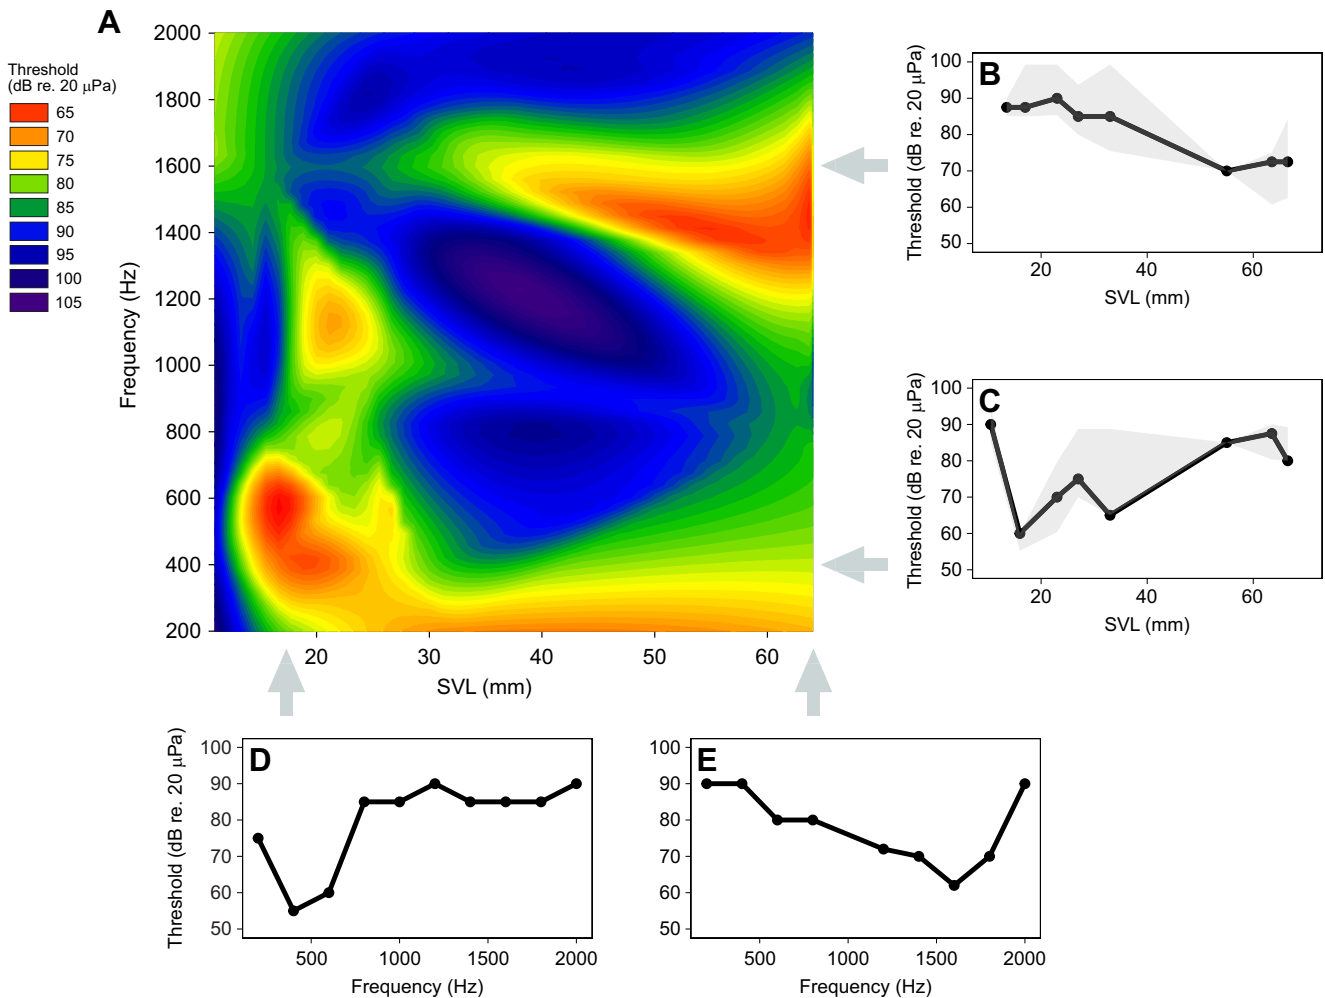 A
Threshold
(dB re. 20 μPa)
65
70
75
80
85
90
95
100
105
Frequency (Hz)
2000
1800
1600
1400
1200
1000
800
600
400
200
20 30 40 50 60
SVL (mm)
B
Threshold (dB re. 20 μPa)
100
90
80
70
60
50
20 40 60
SVL (mm)
C
Threshold (dB re. 20 μPa)
100
90
80
70
60
50
20 40 60
SVL (mm)
D
Threshold (dB re. 20 μPa)
100
90
80
70
60
50
500 1000 1500 2000
Frequency (Hz)
E
100
90
80
70
60
50
500 1000 1500 2000
Frequency (Hz)